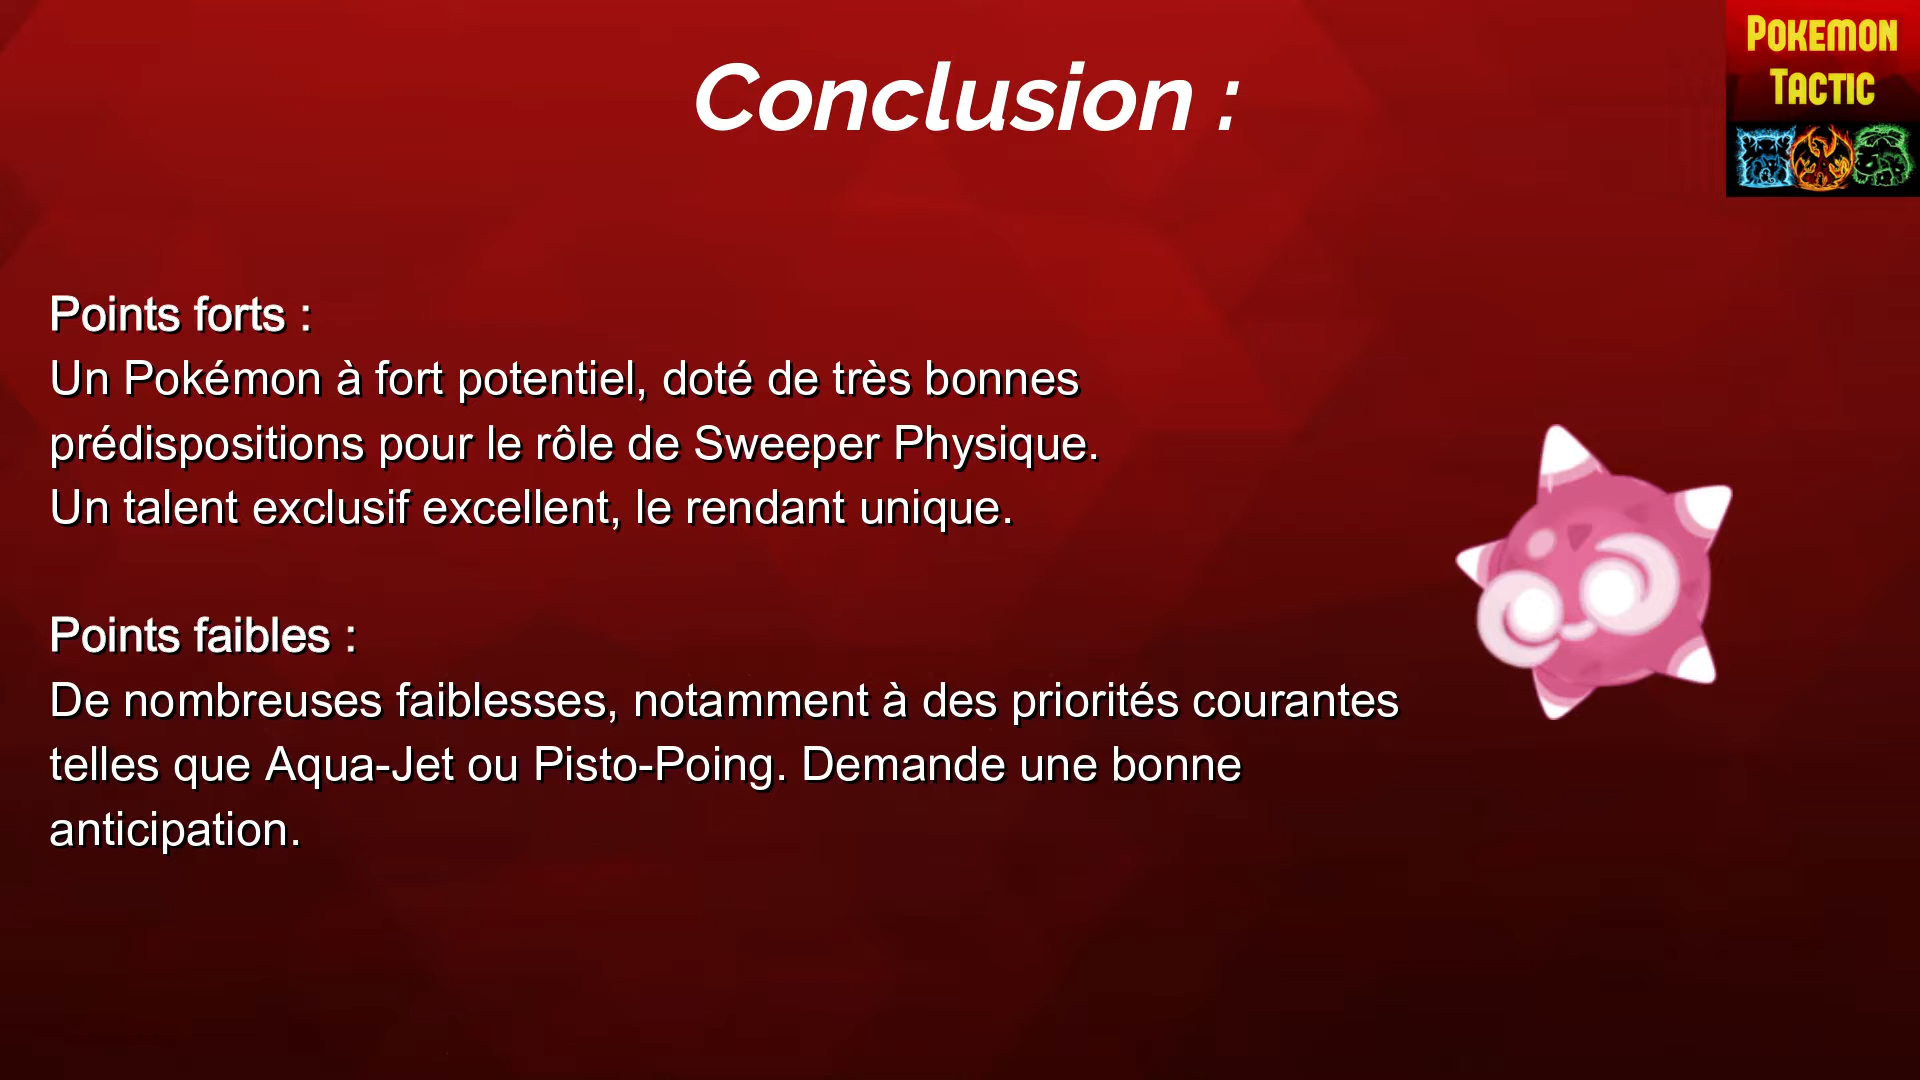 Conclusion :
POKEMON
TACTIC
Points forts :
Un Pokémon à fort potentiel, doté de très bonnes
prédispositions pour le rôle de Sweeper Physique.
Un talent exclusif excellent, le rendant unique.
Points faibles :
De nombreuses faiblesses, notamment à des priorités courantes
telles que Aqua-Jet ou Pisto-Poing. Demande une bonne
anticipation.